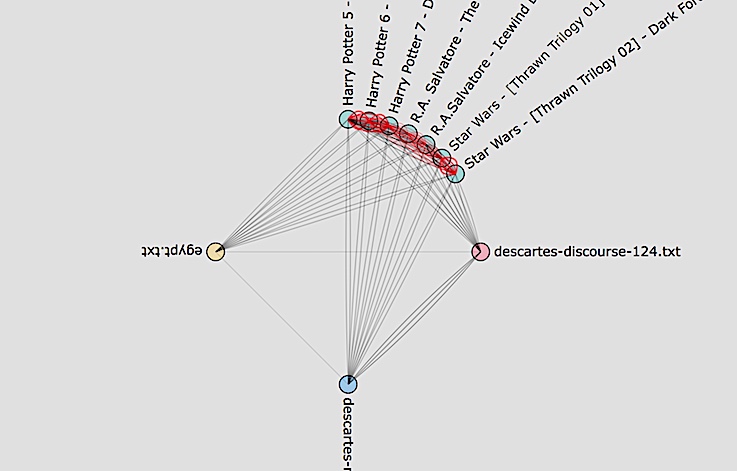 Harry Potter 5 -
Harry Potter 6 -
Harry Potter 7 - D
R.A. Salvatore - The
R.A.Salvatore - Icewind
Star Wars - [Thrawn Trilogy 01]
Star Wars - [Thrawn Trilogy 02] - Dark For
egypt.txt
descartes-discourse-124.txt
descartes-